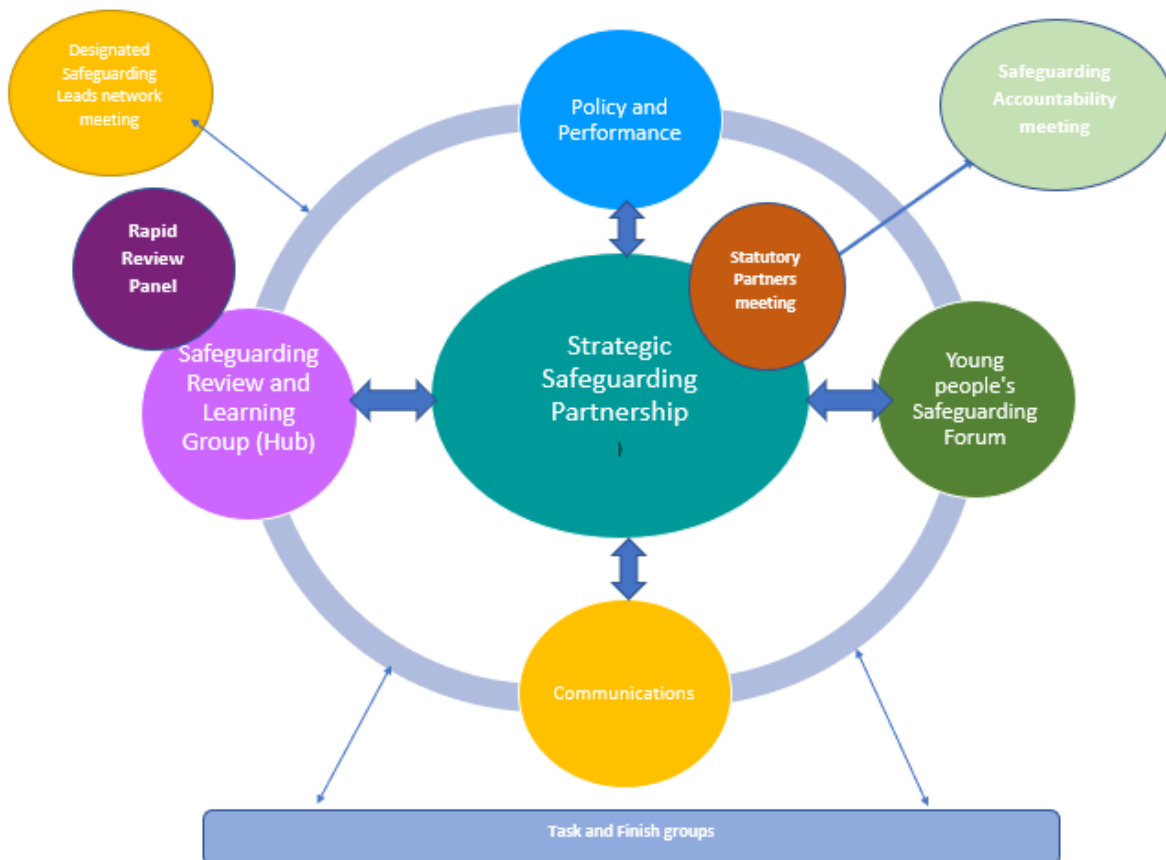 Designated
Safeguarding
Leads network
meeting
Policy and
Performance
Safeguarding
Accountability
meeting
Rapid
Review
Panel
Statutory
Partners
meeting
Safeguarding
Review and
Learning
Group (Hub)
Strategic
Safeguarding
Partnership
)
Young
people's
Safeguarding
Forum
Communications
Task and Finish groups